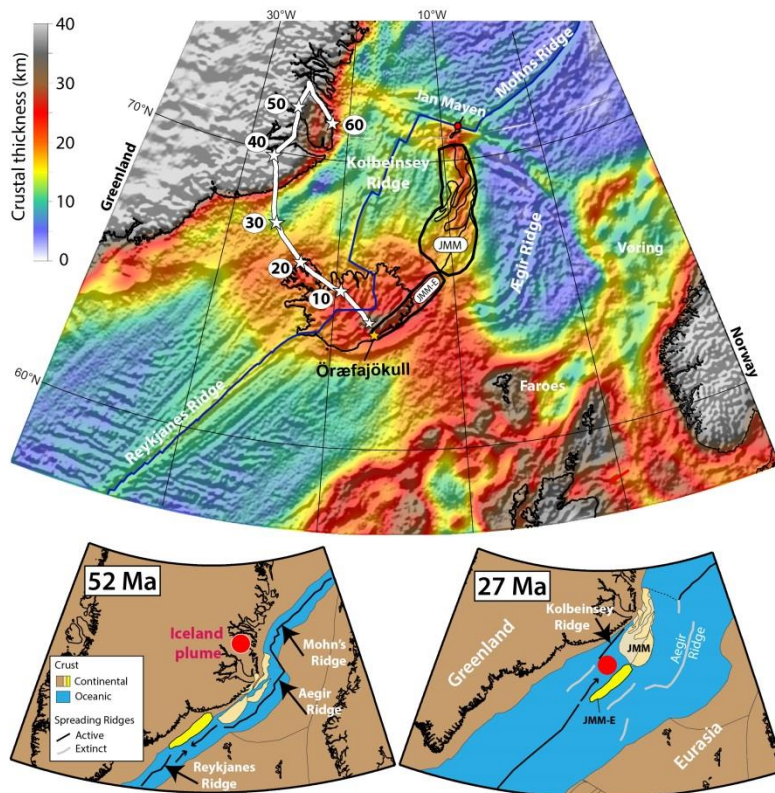 30°W
10°W
Crustal thickness (km)
40
30
20
10
0
70°N
60°N
Greenland
50
60
40
30
20
10
Mohns Ridge
Jan Mayen
Kolbeinsey
Ridge
JMM
JMM-E
Ægir Ridge
Vøring
Norway
Öræfajökull
Faroes
Reykjanes Ridge
52 Ma
Iceland
plume
Mohn's
Ridge
Aegir
Ridge
Crust
Continental
Oceanic
Spreading Ridges
Active
Extinct
Reykjanes
Ridge
27 Ma
Kolbeinsey
Ridge
Greenland
JMM
Aegir
Ridge
JMM-E
Eurasia